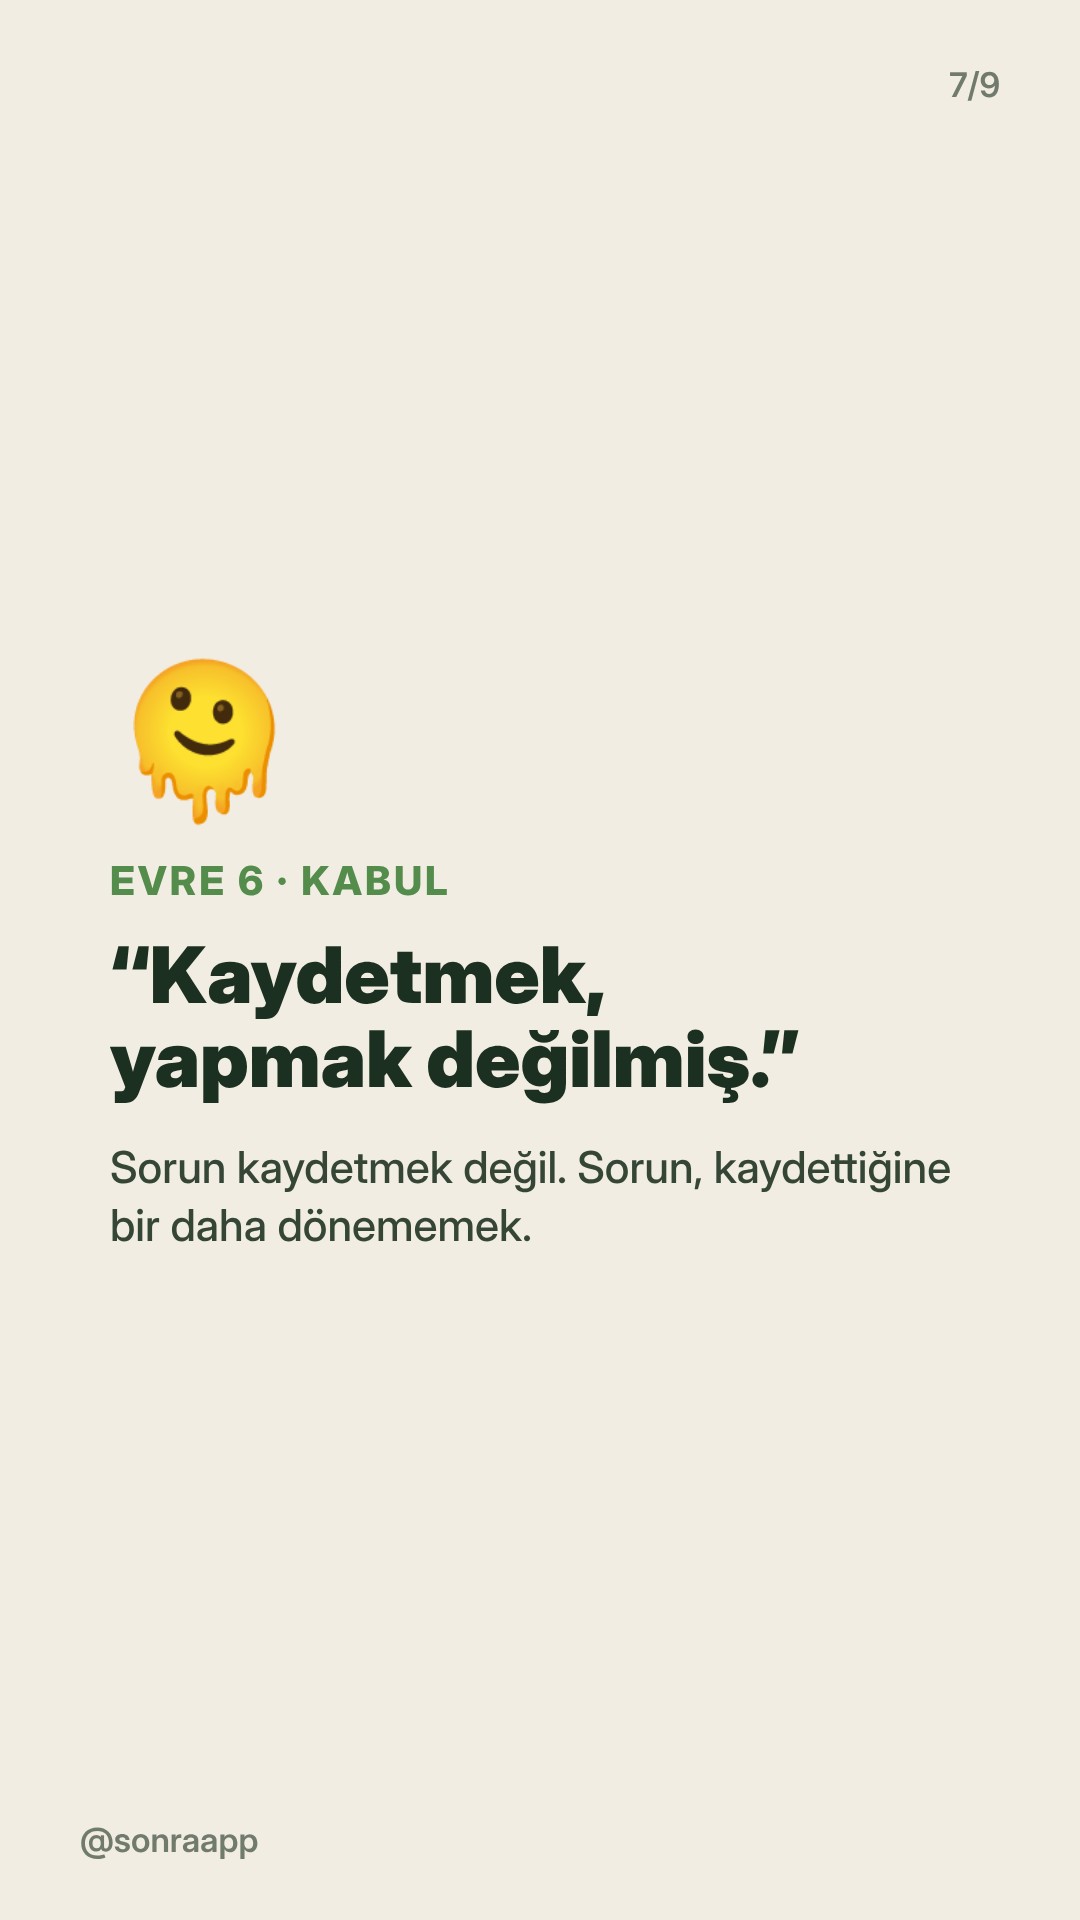 7/9
EVRE 6 · KABUL
“Kaydetmek,
yapmak değilmiş.”
Sorun kaydetmek değil. Sorun, kaydettiğine
bir daha dönememek.
@sonraapp